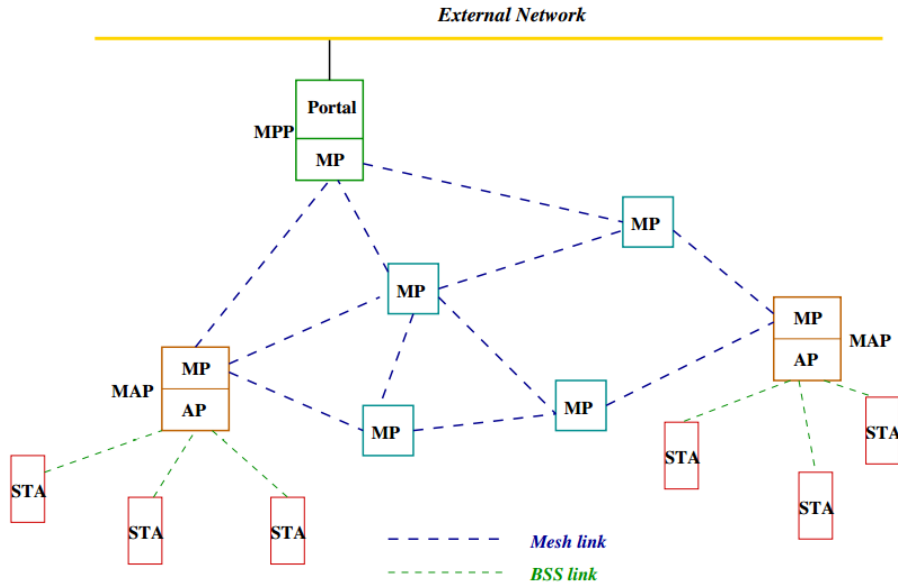 External Network
Portal
MPP
MP
MP
MP
MP
MAP
MP
MAP
AP
AP
MP
MP
STA
STA
STA
STA
STA
STA
Mesh link
BSS link